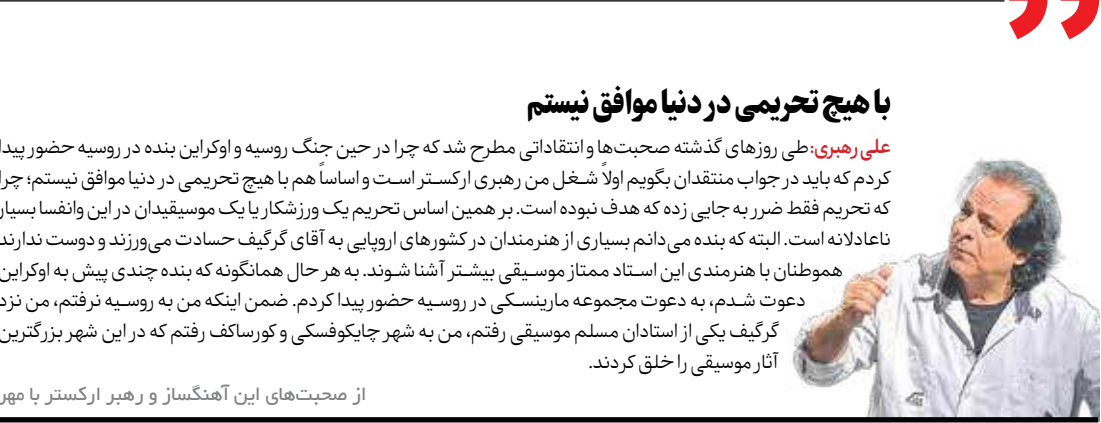 با هیچ تحریمی در دنیا موافق نیستم
علی رهبری: طی روزهای گذشته صحبت‌ها و انتقاداتی مطرح شد که چرا در حین جنگ روسیه و اوکراین بنده در روسیه حضور پیدا
کردم که باید در جواب منتقدان بگویم اولاً شغل من رهبری ارکستر است و اساساً هم با هیچ تحریمی در دنیا موافق نیستم؛ چرا
که تحریم فقط ضرر به جایی زده که هدف نبوده است. بر همین اساس تحریم یک ورزشکار یا یک موسیقیدان در این وانفسا بسیار
ناعادلانه است. البته که بنده می‌دانم بسیاری از هنرمندان در کشورهای اروپایی به آقای گرگیف حسادت می‌ورزند و دوست ندارند
هموطنان با هنرمندی این استاد ممتاز موسیقی بیشتر آشنا شوند. به هر حال همانگونه که بنده چندی پیش به اوکراین
دعوت شدم، به دعوت مجموعه مارینسکی در روسیه حضور پیدا کردم. ضمن اینکه من به روسیه نرفتم، من نزد
گرگیف یکی از استادان مسلم موسیقی رفتم، من به شهر چایکوفسکی و کورساکف رفتم که در این شهر بزرگترین
آثار موسیقی را خلق کردند.
از صحبت‌های این آهنگساز و رهبر ارکستر با مهر